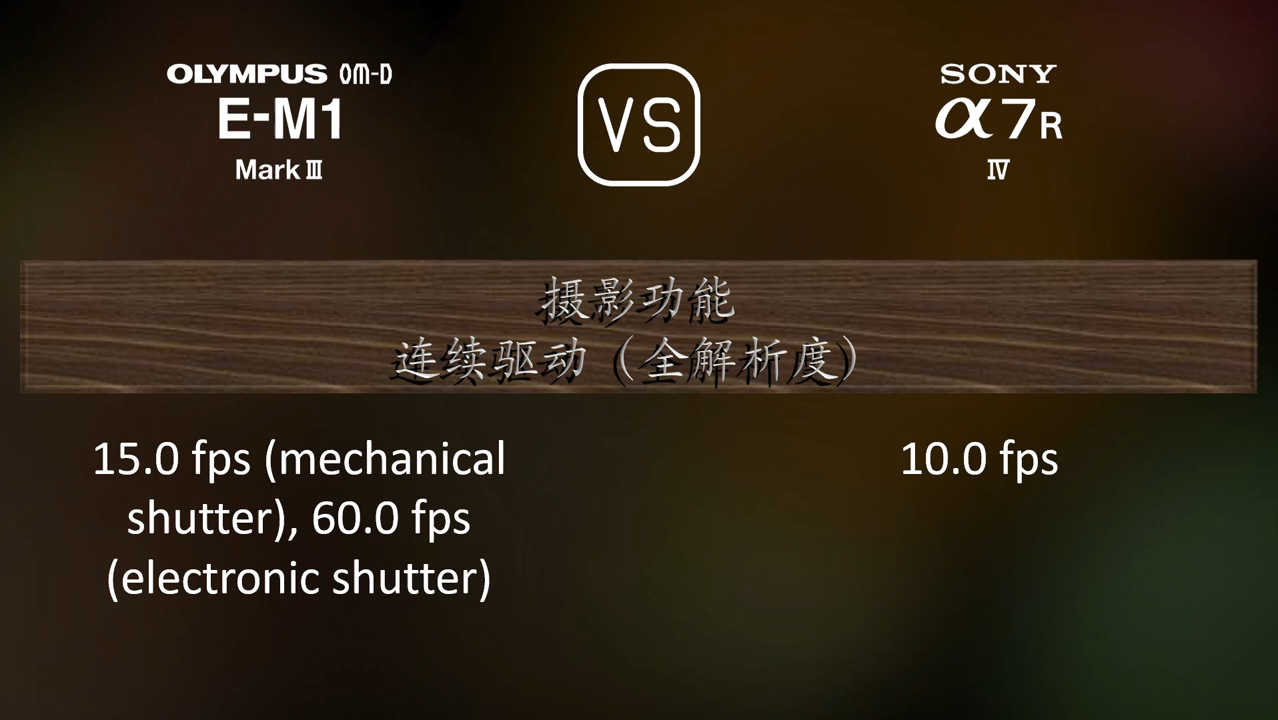 OLYMPUS OM-D
E-M1
Mark III
VS
SONY
α7R
IV
摄影功能
连续驱动（全解析度）
15.0 fps (mechanical
shutter), 60.0 fps
(electronic shutter)
10.0 fps